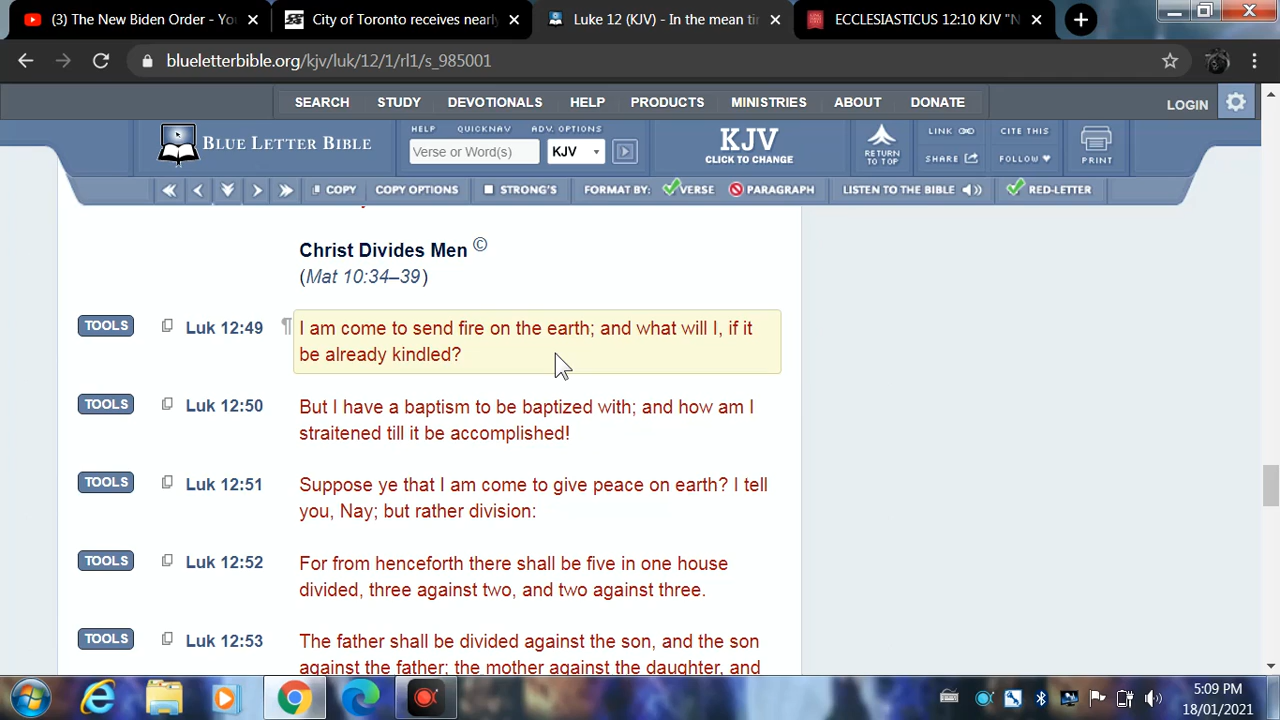 (3) The New Biden Order - Yo
City of Toronto receives nearly
Luke 12 (KJV) - In the mean ti
ECCLESIASTICUS 12:10 KJV "N
blueletterbible.org/kjv/luk/12/1/rl1/s_985001
SEARCH STUDY DEVOTIONALS HELP PRODUCTS MINISTRIES ABOUT DONATE LOGIN
BLUE LETTER BIBLE
HELP QUICKNAV ADV. OPTIONS
Verse or Word(s) KJV
KJV
CLICK TO CHANGE
RETURN
TO TOP
LINK CITE THIS
SHARE FOLLOW
PRINT
COPY COPY OPTIONS STRONG'S FORMAT BY: VERSE PARAGRAPH LISTEN TO THE BIBLE RED-LETTER
Christ Divides Men ©
(Mat 10:34–39)
TOOLS Luk 12:49 ¶ I am come to send fire on the earth; and what will I, if it
be already kindled?
TOOLS Luk 12:50 But I have a baptism to be baptized with; and how am I
straitened till it be accomplished!
TOOLS Luk 12:51 Suppose ye that I am come to give peace on earth? I tell
you, Nay; but rather division:
TOOLS Luk 12:52 For from henceforth there shall be five in one house
divided, three against two, and two against three.
TOOLS Luk 12:53 The father shall be divided against the son, and the son
against the father; the mother against the daughter, and
5:09 PM
18/01/2021